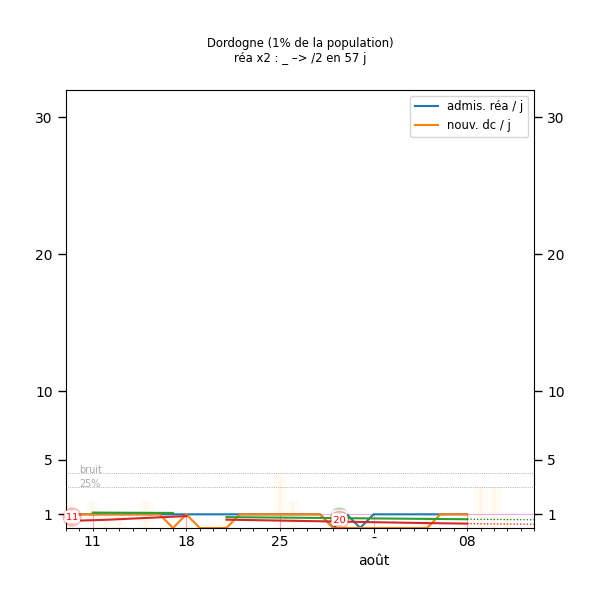 Dordogne (1% de la population)
réa x2 : _ –> /2 en 57 j
admis. réa / j
nouv. dc / j
30 30
20 20
10 10
5 5
bruit
25%
1 1
11 20
11 18 25 - 08
août